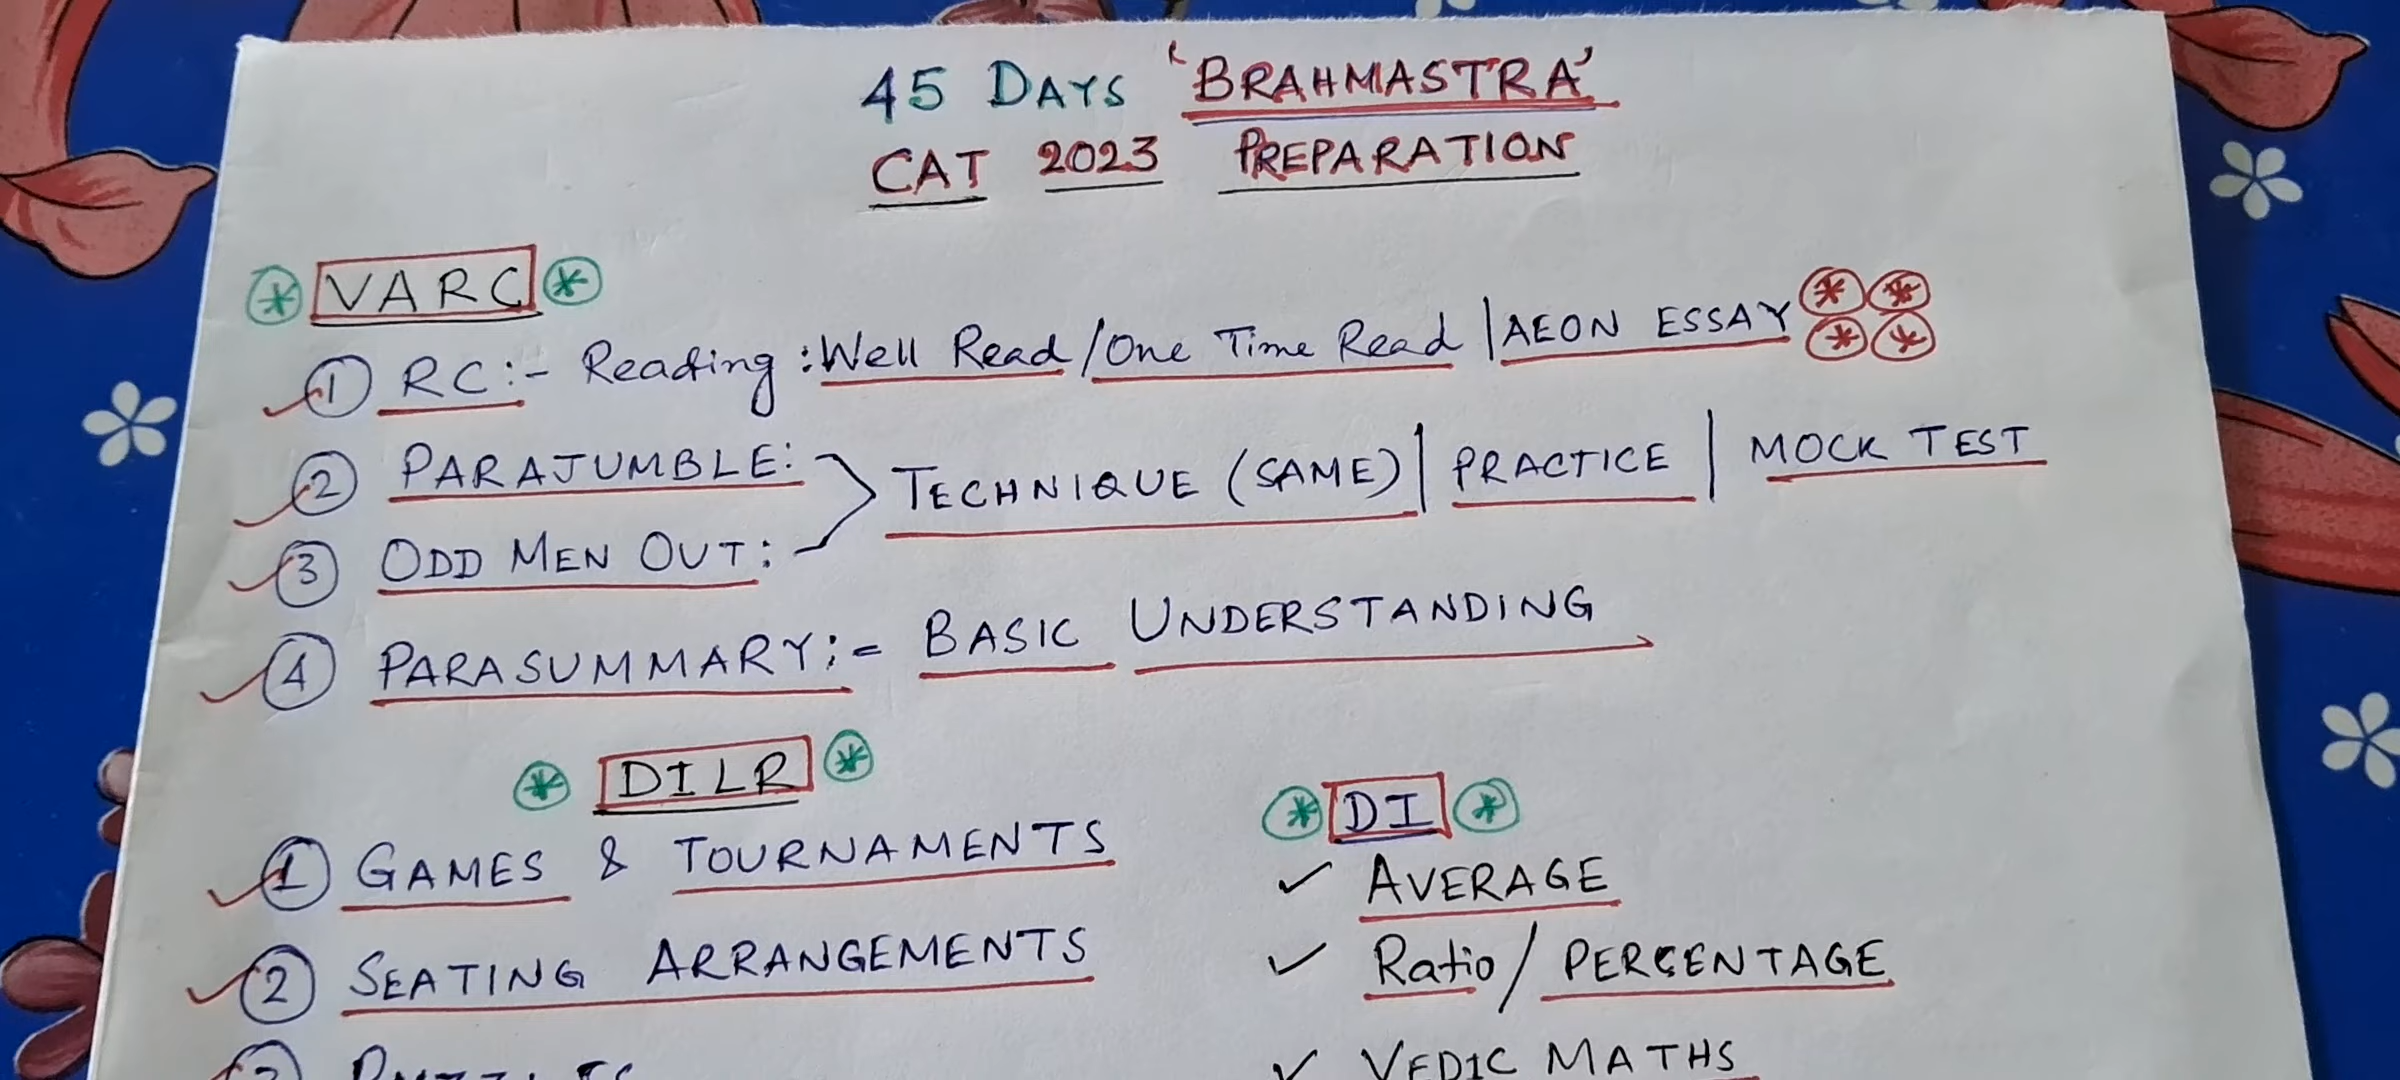 45 DAYS 'BRAHMASTRA'
CAT 2023 PREPARATION
VARC
① RC:- Reading: Well Read / One Time Read | AEON ESSAY
② PARAJUMBLE:
TECHNIQUE (SAME) | PRACTICE | MOCK TEST
③ ODD MEN OUT:
④ PARASUMMARY:- BASIC UNDERSTANDING
DILR
① GAMES & TOURNAMENTS
② SEATING ARRANGEMENTS
DI
✓ AVERAGE
✓ Ratio / PERCENTAGE
✓ VEDIC MATHS